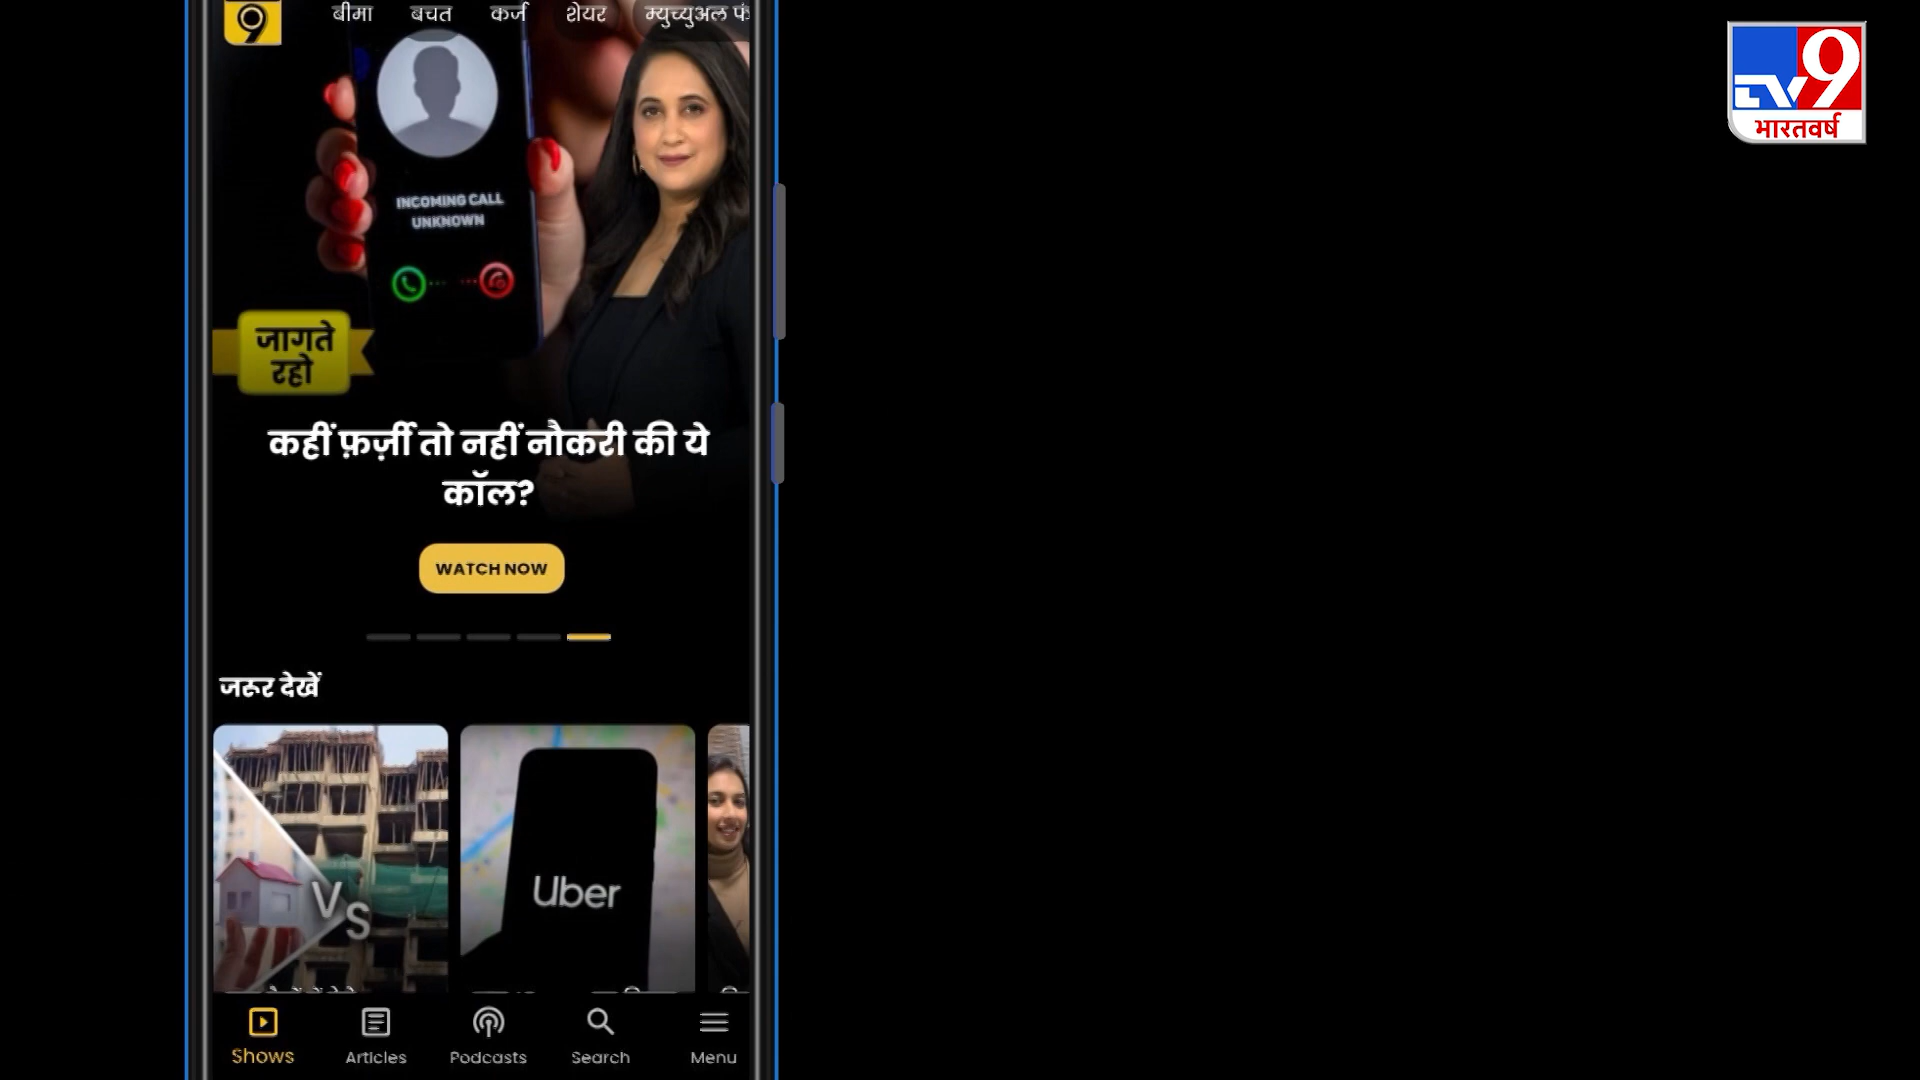 9
बीमा बचत कर्ज शेयर म्युच्युअल
TV9
भारतवर्ष
INCOMING CALL
UNKNOWN
जागते
रहो
कहीं फ़र्ज़ी तो नहीं नौकरी की ये
कॉल?
WATCH NOW
जरूर देखें
VS
Uber
Shows Articles Podcasts Search Menu